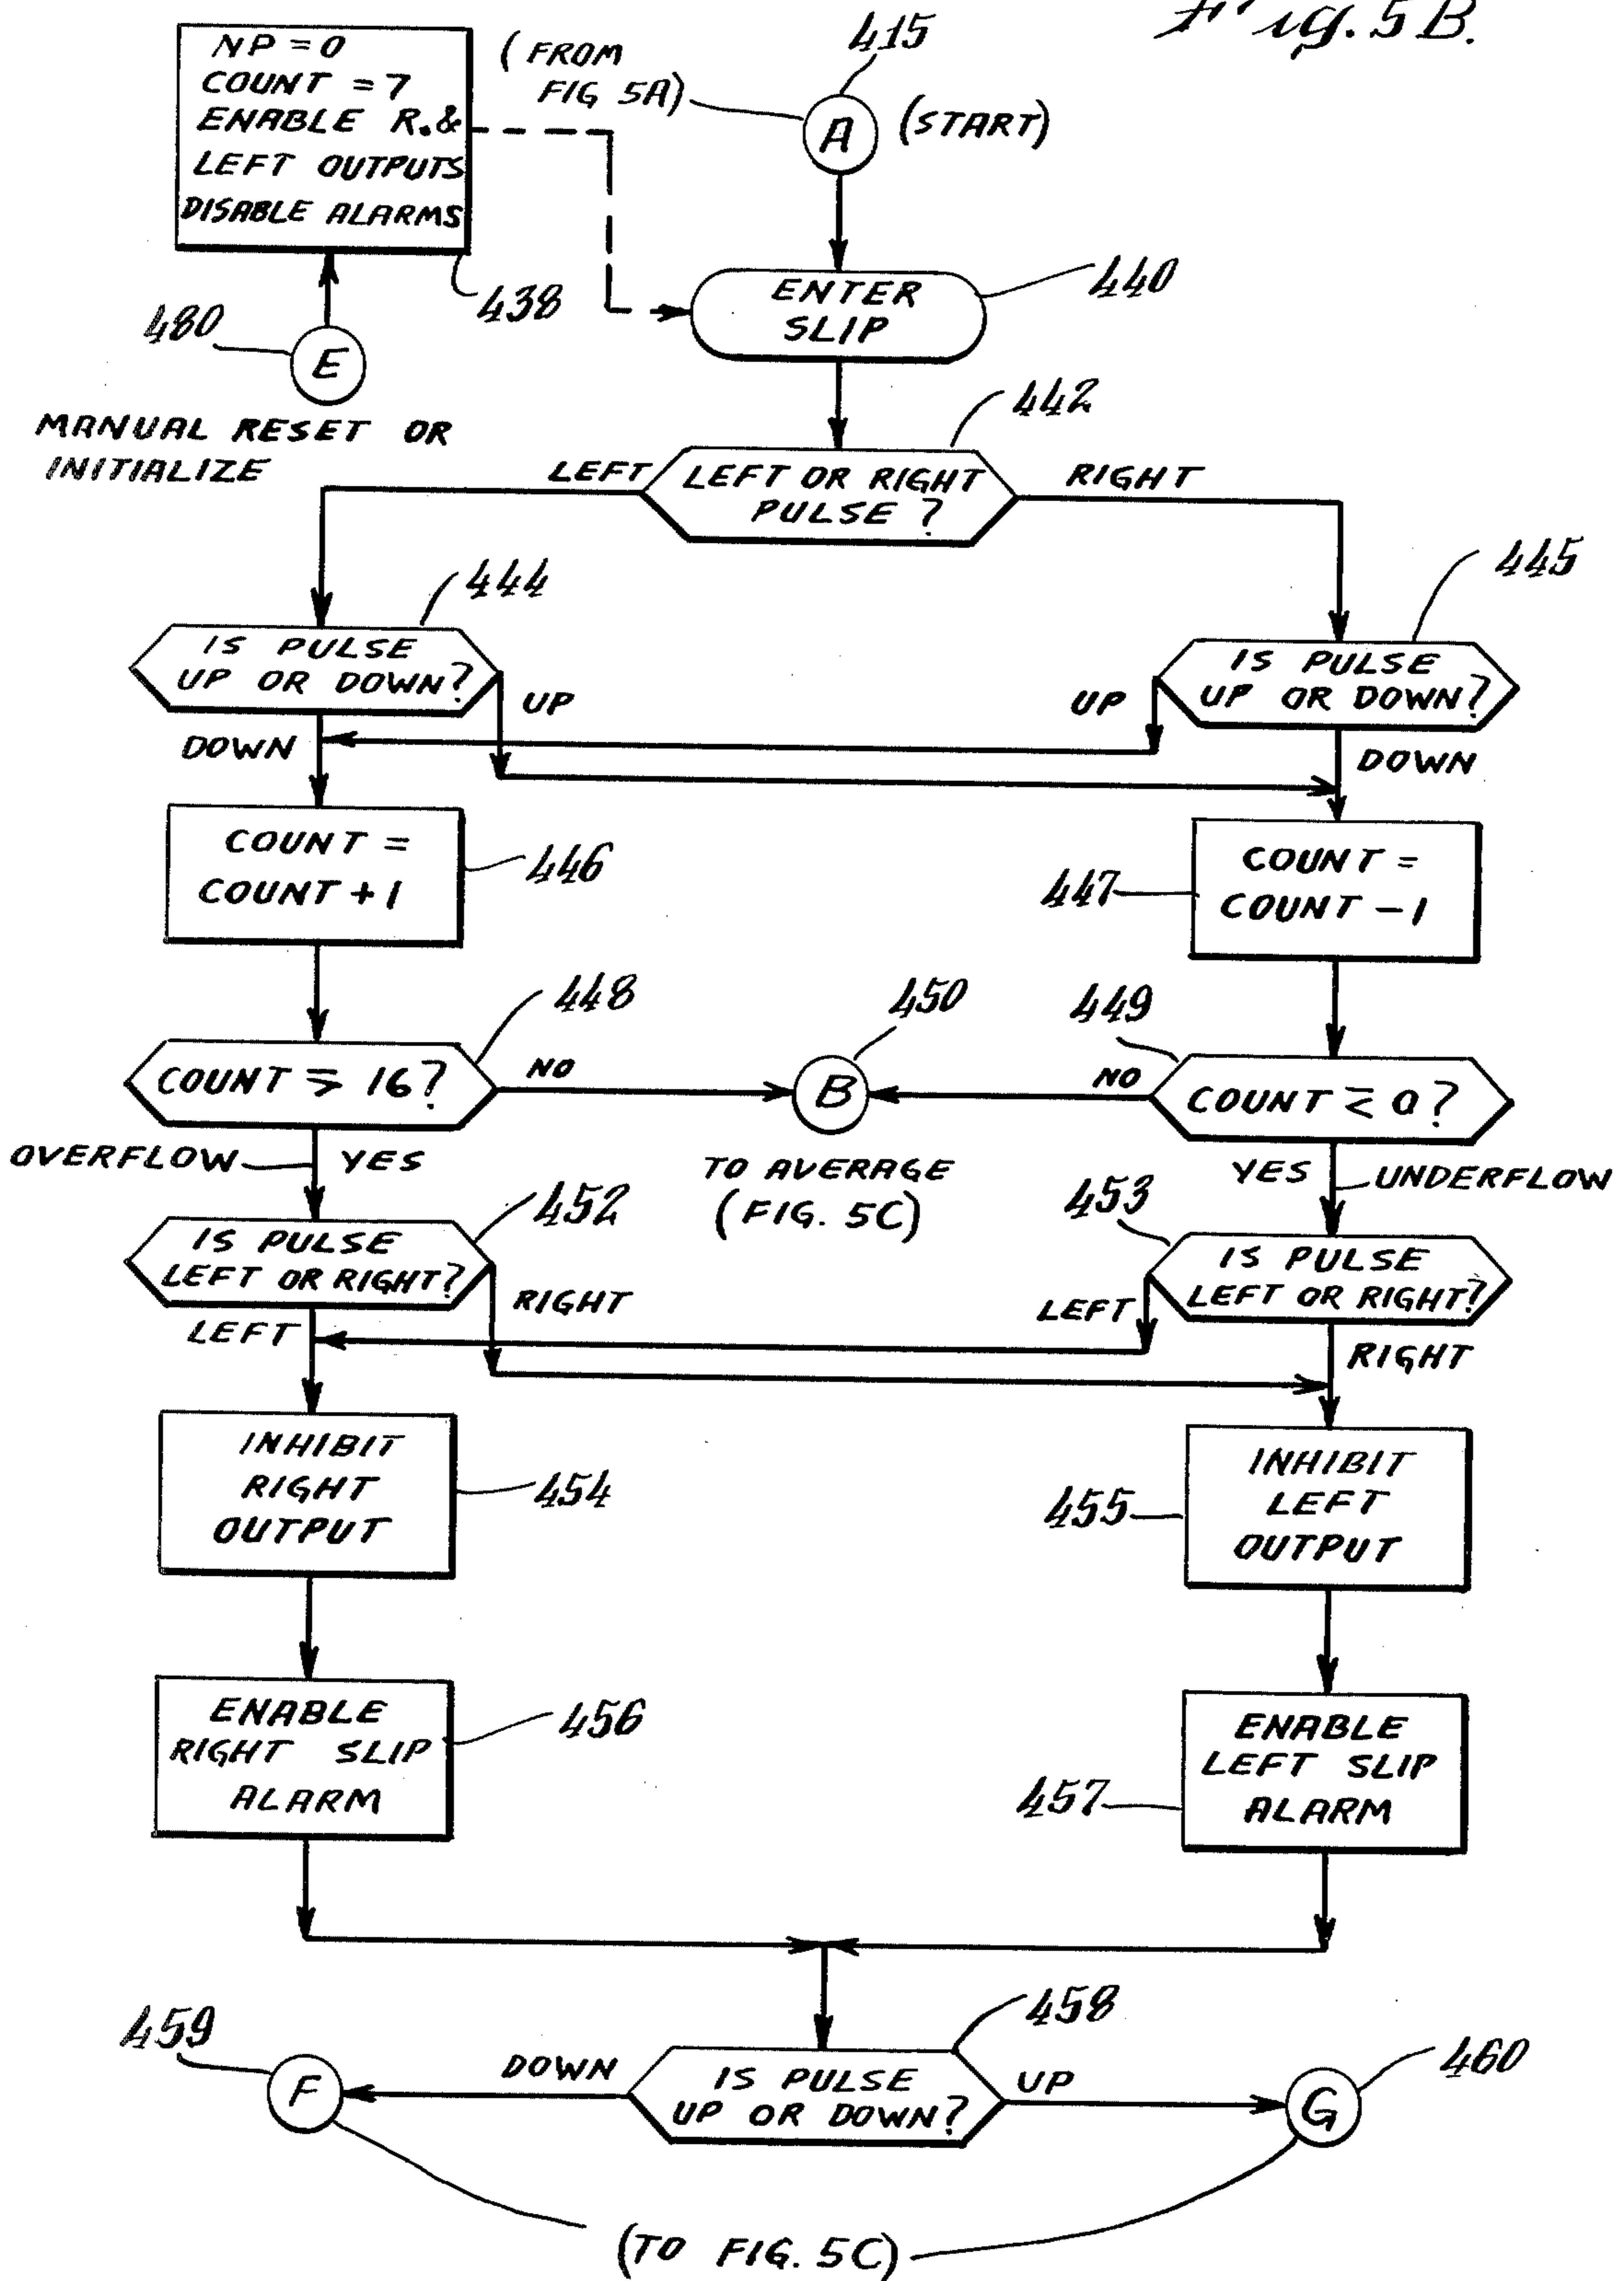 Fig. 5B.
NP = 0
COUNT = 7
ENABLE R. &
LEFT OUTPUTS
DISABLE ALARMS
438
480
E
MANUAL RESET OR
INITIALIZE
(FROM
FIG 5A)
415
A
(START)
ENTER
SLIP
440
442
LEFT
LEFT OR RIGHT
PULSE ?
RIGHT
444
IS PULSE
UP OR DOWN?
UP
DOWN
445
IS PULSE
UP OR DOWN?
UP
DOWN
COUNT =
COUNT + 1
446
447
COUNT =
COUNT - 1
448
COUNT ⋝ 16?
NO
450
B
TO AVERAGE
(FIG. 5C)
449
NO
COUNT ⋜ 0?
OVERFLOW
YES
YES
UNDERFLOW
452
IS PULSE
LEFT OR RIGHT?
RIGHT
LEFT
453
IS PULSE
LEFT OR RIGHT?
LEFT
RIGHT
INHIBIT
RIGHT
OUTPUT
454
455
INHIBIT
LEFT
OUTPUT
ENABLE
RIGHT SLIP
ALARM
456
457
ENABLE
LEFT SLIP
ALARM
458
IS PULSE
UP OR DOWN?
DOWN
UP
459
F
460
G
(TO FIG. 5C)